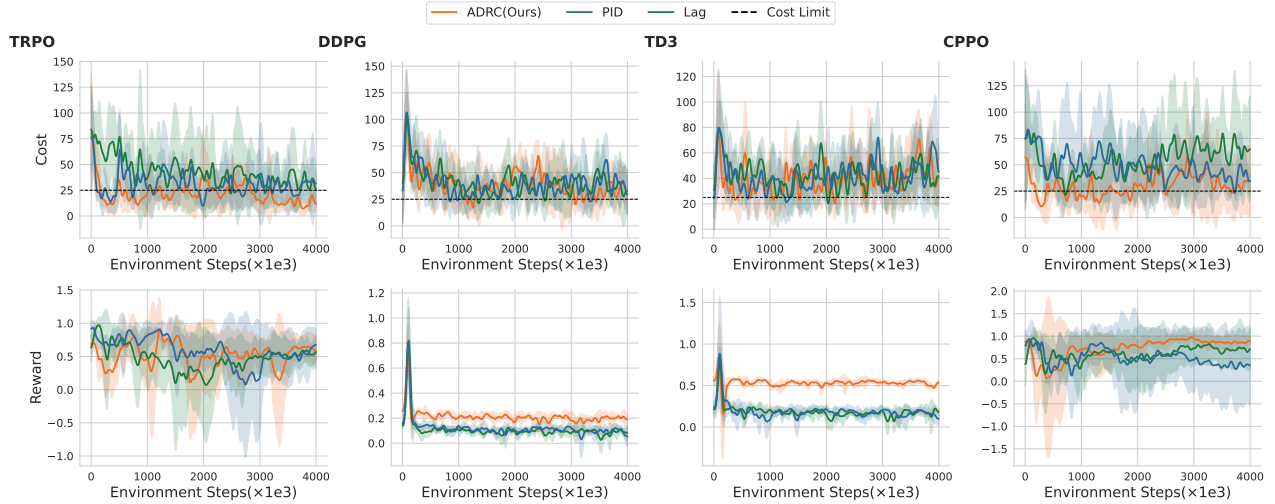 ADRC(Ours) PID Lag Cost Limit
TRPO DDPG TD3 CPPO
Cost
150
125
100
75
50
25
0
0 1000 2000 3000 4000
Environment Steps(×1e3)
150
125
100
75
50
25
0
0 1000 2000 3000 4000
Environment Steps(×1e3)
120
100
80
60
40
20
0
0 1000 2000 3000 4000
Environment Steps(×1e3)
125
100
75
50
25
0
0 1000 2000 3000 4000
Environment Steps(×1e3)
Reward
1.5
1.0
0.5
0.0
−0.5
−1.0
0 1000 2000 3000 4000
Environment Steps(×1e3)
1.2
1.0
0.8
0.6
0.4
0.2
0.0
0 1000 2000 3000 4000
Environment Steps(×1e3)
1.5
1.0
0.5
0.0
0 1000 2000 3000 4000
Environment Steps(×1e3)
2.0
1.5
1.0
0.5
0.0
−0.5
−1.0
−1.5
0 1000 2000 3000 4000
Environment Steps(×1e3)